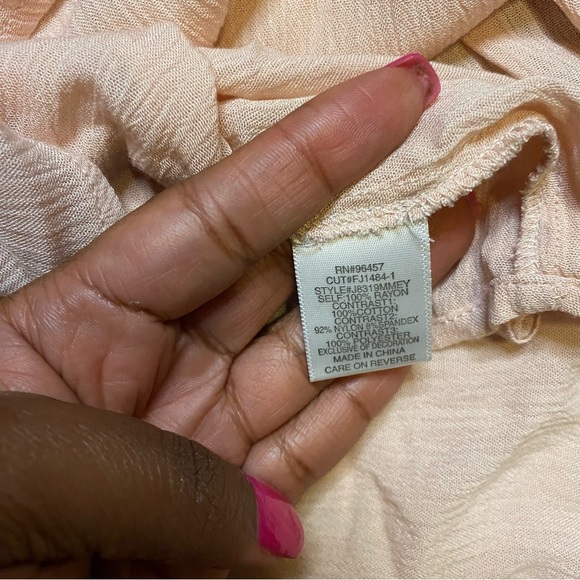 RN#96457
CUT#FJ1484-1
STYLE#J8319MMEY
SELF:100% RAYON
CONTRAST1:
100%COTTON
CONTRAST2:
92% NYLON 8%SPANDEX
CONTRAST3:
100% POLYESTER
EXCLUSIVE OF DECORATION
MADE IN CHINA
CARE ON REVERSE